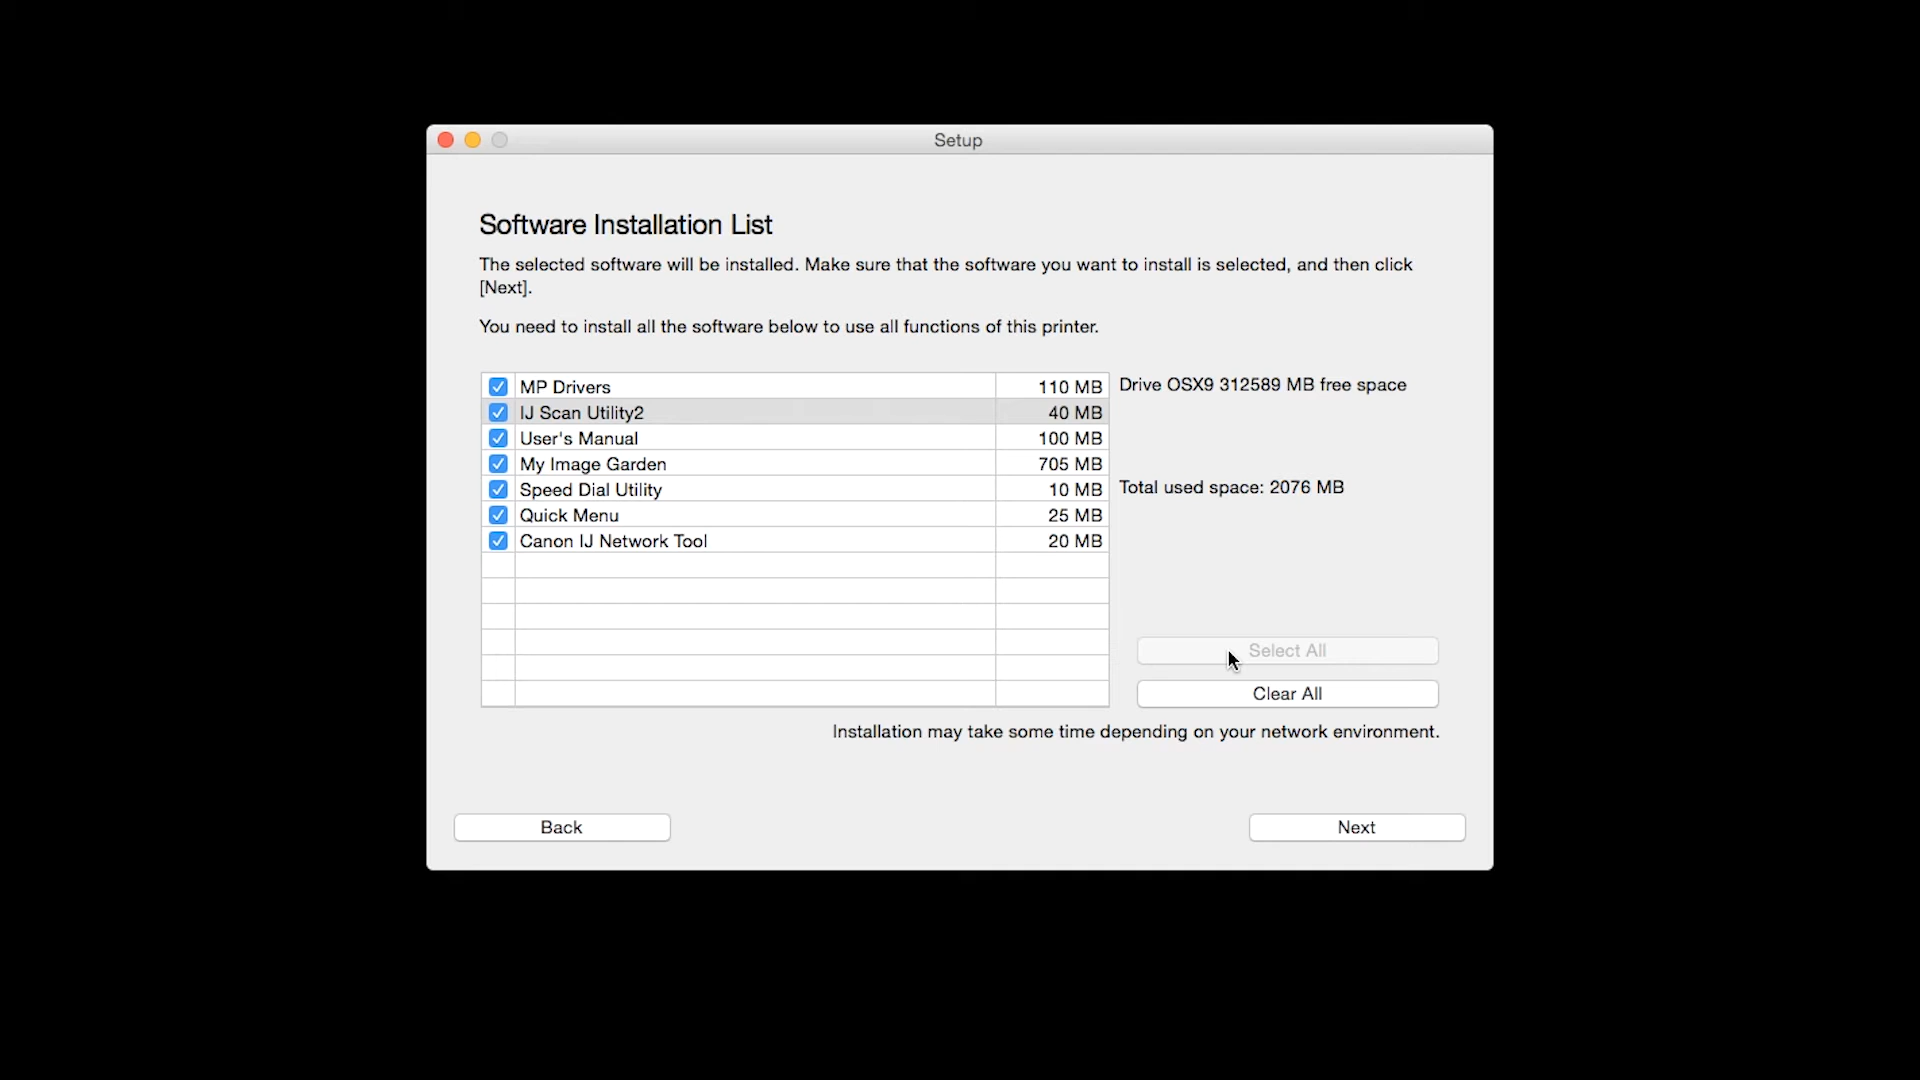 Setup
Software Installation List
The selected software will be installed. Make sure that the software you want to install is selected, and then click
[Next].
You need to install all the software below to use all functions of this printer.
MP Drivers 110 MB
IJ Scan Utility2 40 MB
User's Manual 100 MB
My Image Garden 705 MB
Speed Dial Utility 10 MB
Quick Menu 25 MB
Canon IJ Network Tool 20 MB
Drive OSX9 312589 MB free space
Total used space: 2076 MB
Select All
Clear All
Installation may take some time depending on your network environment.
Back
Next